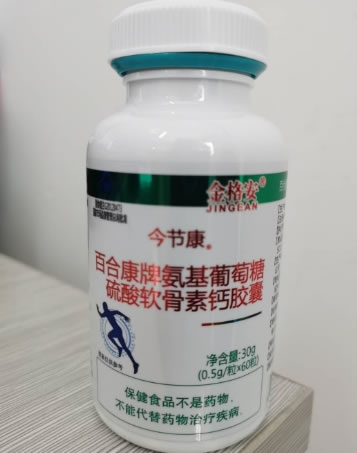 金格安®
JINGEAN
今节康®
百合康牌氨基葡萄糖
硫酸软骨素钙胶囊
净含量:30g
(0.5g/粒×60粒)
保健食品不是药物,
不能代替药物治疗疾病。